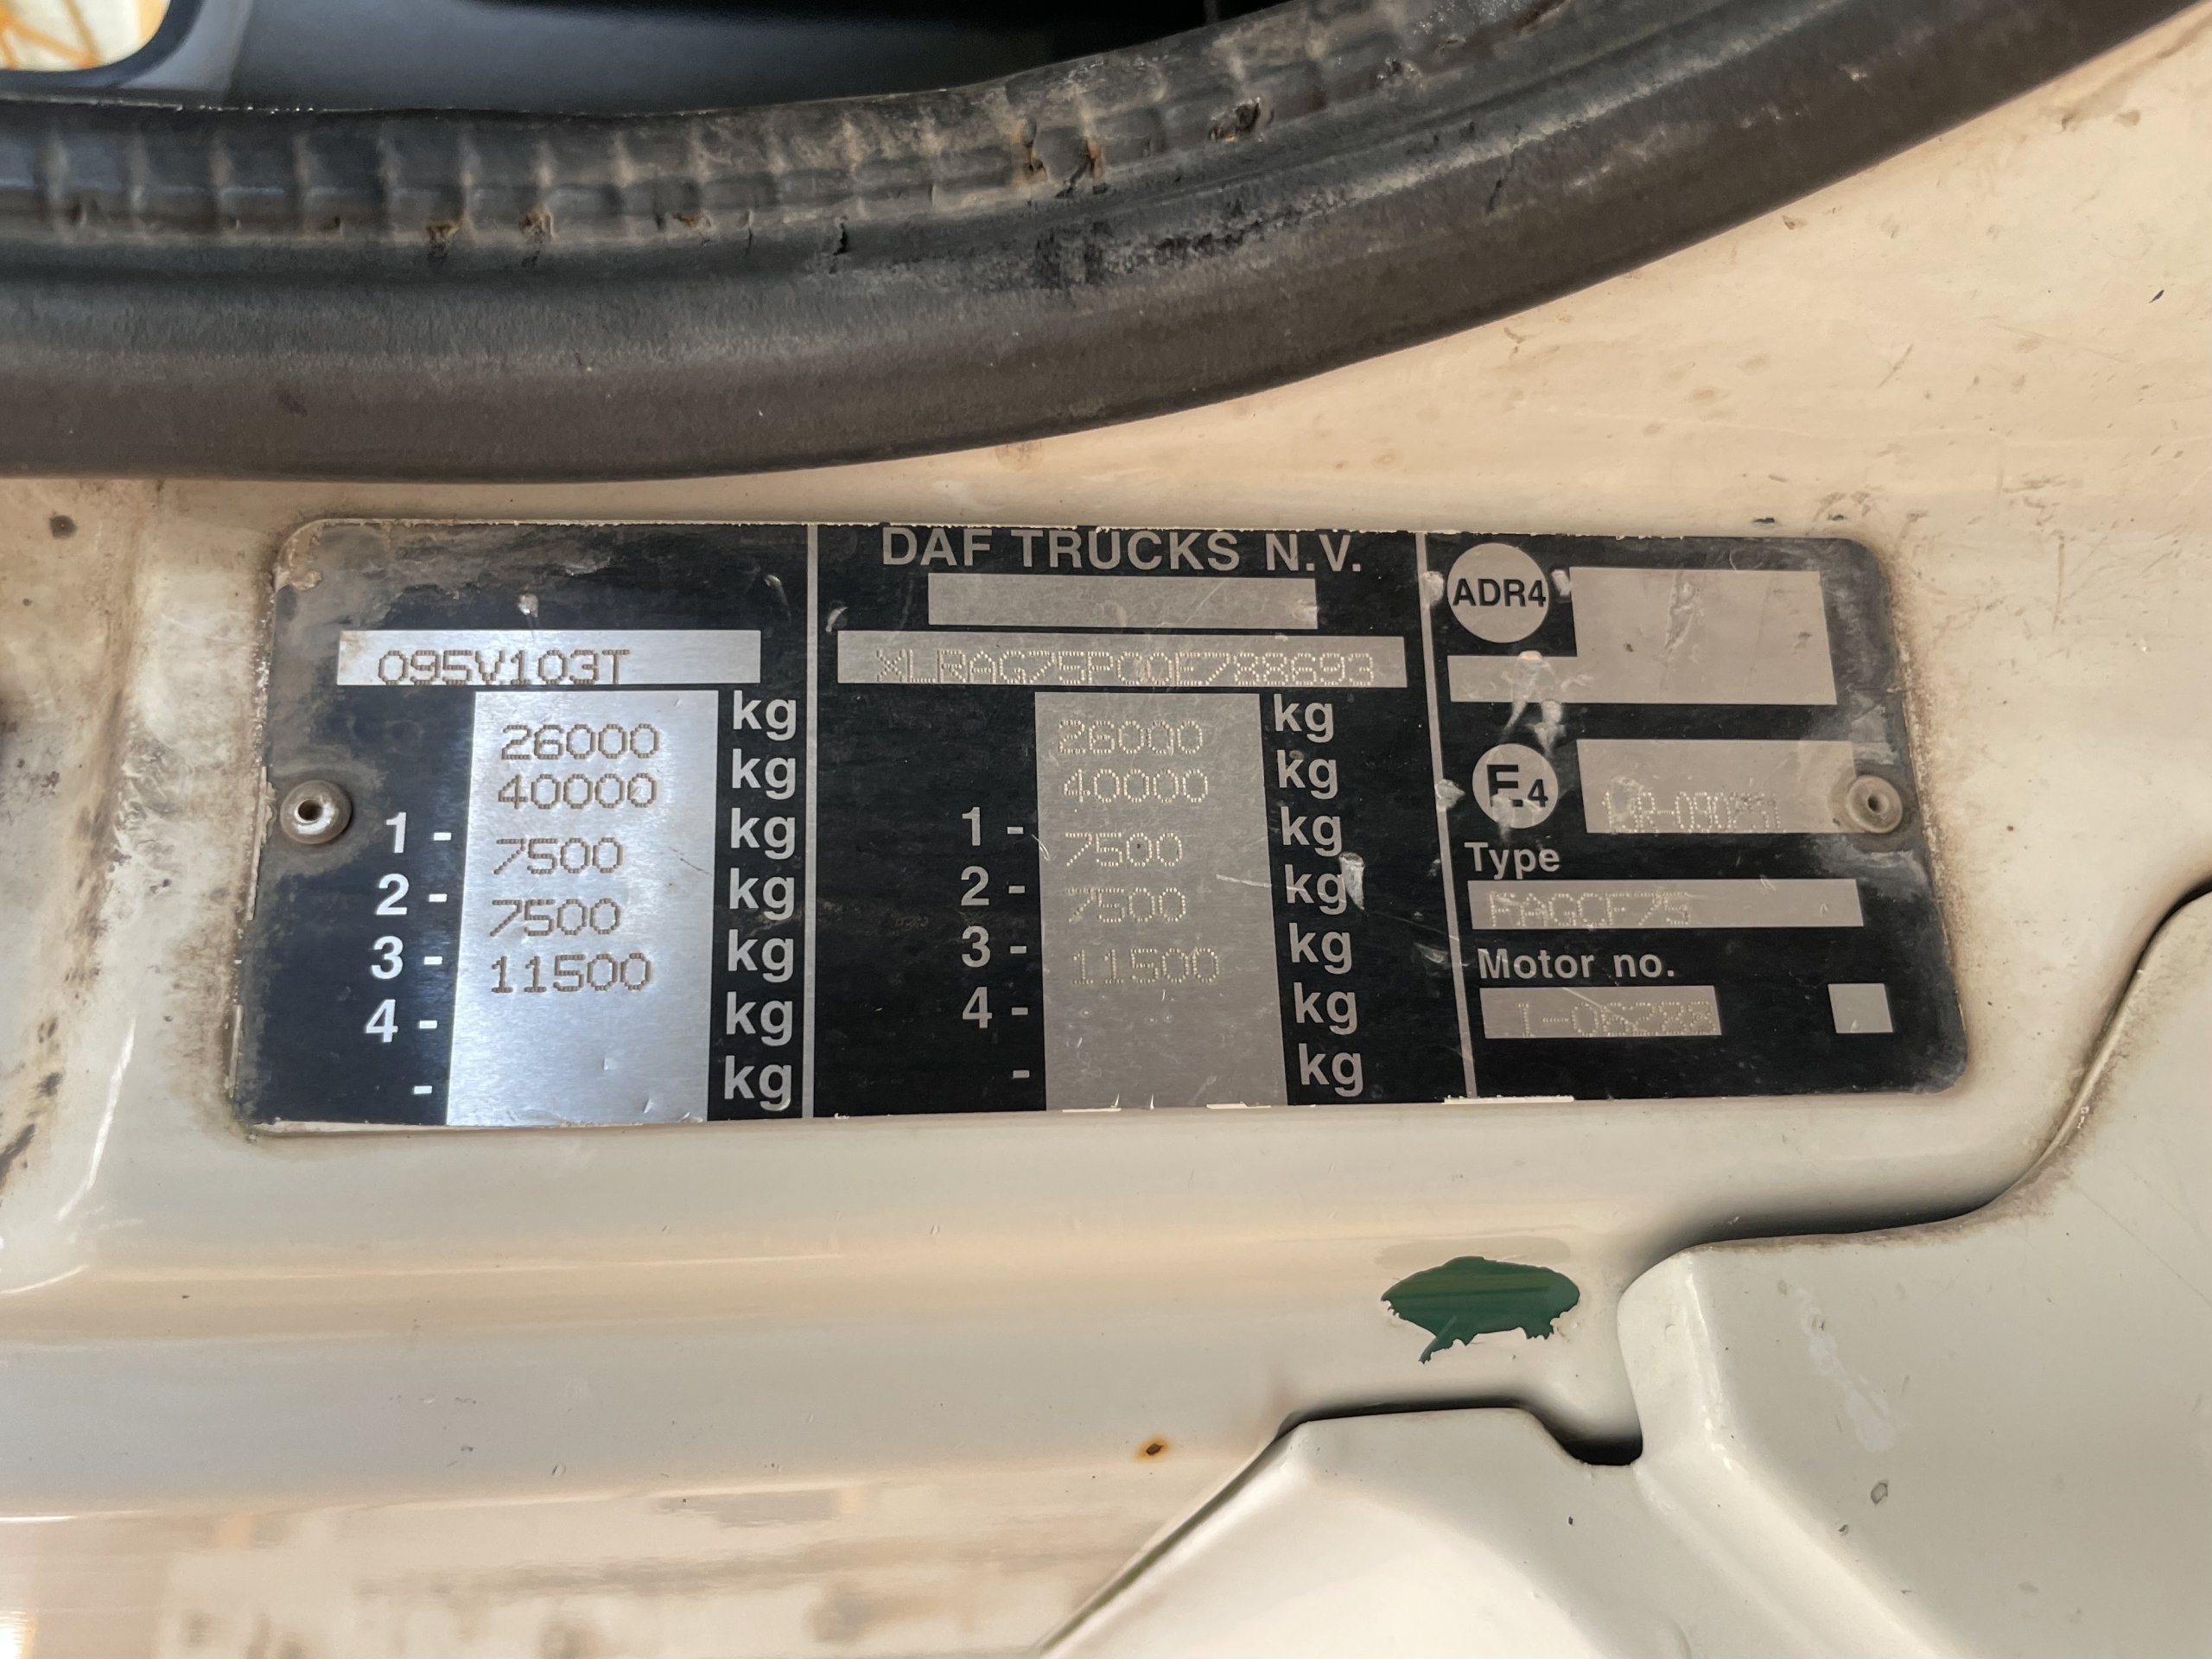 095V103T
26000 kg
40000 kg
1 - 7500 kg
2 - 7500 kg
3 - 11500 kg
4 - kg
- kg
DAF TRUCKS N.V.
XLRAG75PC0E788693
26000 kg
40000 kg
1 - 7500 kg
2 - 7500 kg
3 - 11500 kg
4 - kg
- kg
ADR4
E4
Type
FAGCF75
Motor no.